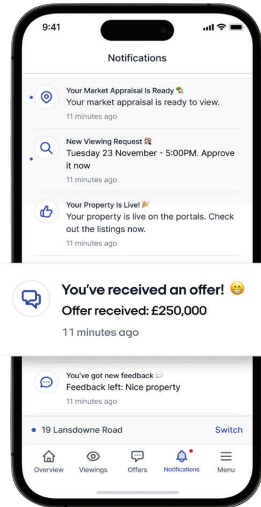 9:41
Notifications
Your Market Appraisal Is Ready
Your market appraisal is ready to view.
11 minutes ago
New Viewing Request
Tuesday 23 November - 5:00PM. Approve
it now
11 minutes ago
Your Property Is Live! 🎉
Your property is live on the portals. Check
out the listings now.
11 minutes ago
You've received an offer! 😁
Offer received: £250,000
11 minutes ago
You've got new feedback 💬
Feedback left: Nice property
11 minutes ago
19 Lansdowne Road Switch
Overview Viewings Offers Notifications Menu